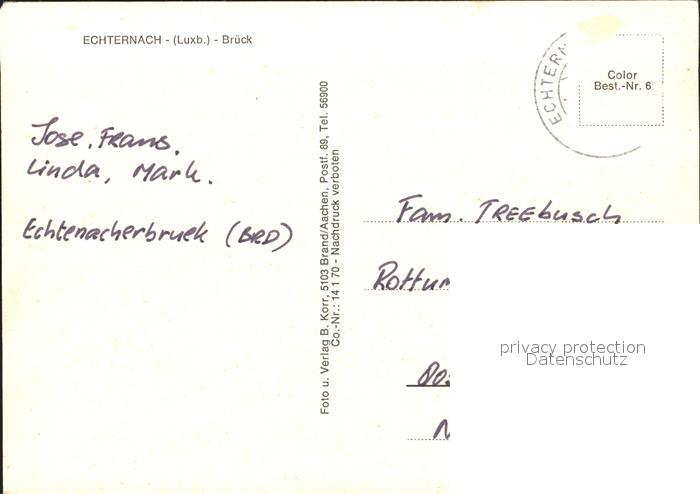 ECHTERNACH - (Luxb.) - Brück
Color
Best.-Nr. 6
Jose, Frans,
Linda, Mark.
Echtenacherbruek (BRD)
Foto u. Verlag B. Korr, 5103 Brand/Aachen, Postf. 89, Tel. 56900
Co.-Nr.: 14 1 70 - Nachdruck verboten
Fam. TREEbusch
privacy protection
Datenschutz